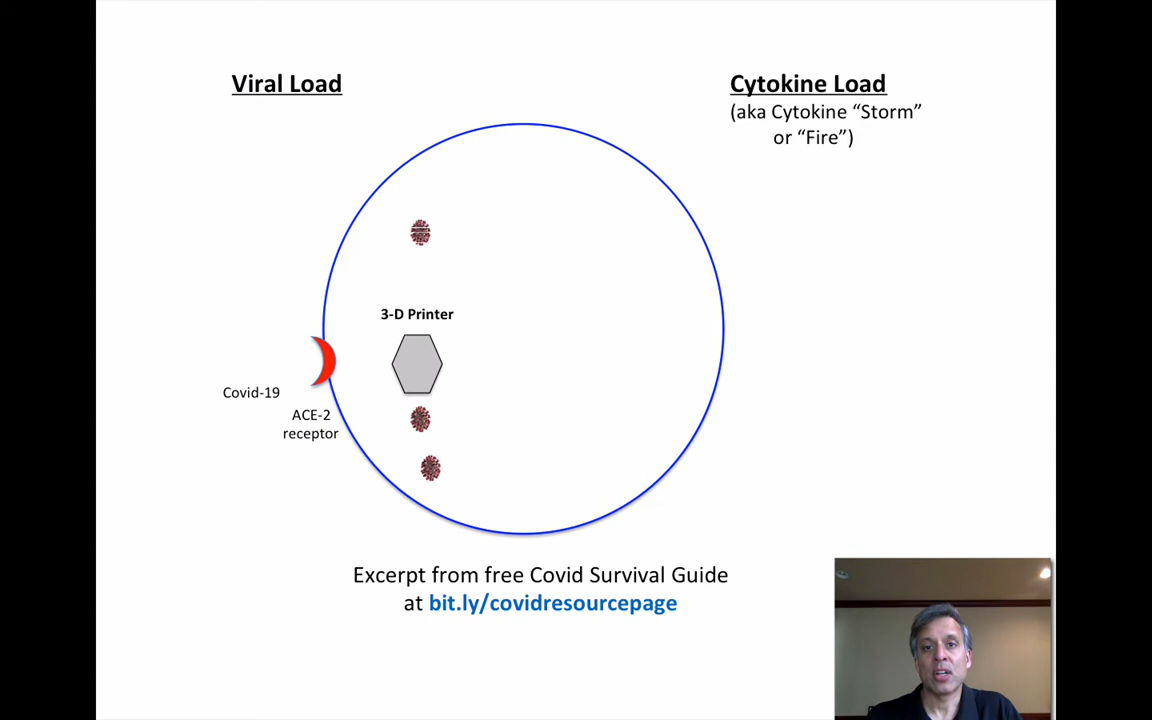 Viral Load
Cytokine Load
(aka Cytokine “Storm”
or “Fire”)
3-D Printer
Covid-19
ACE-2
receptor
Excerpt from free Covid Survival Guide
at bit.ly/covidresourcepage